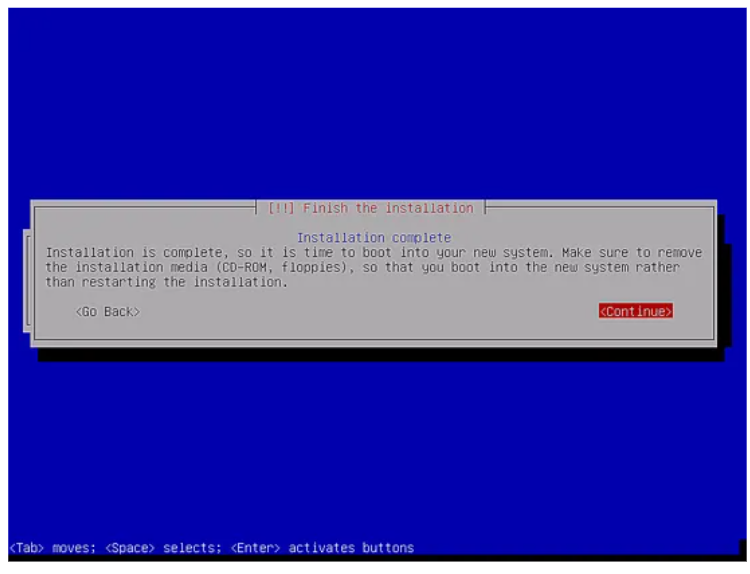 [!!] Finish the installation
Installation complete
Installation is complete, so it is time to boot into your new system. Make sure to remove
the installation media (CD-ROM, floppies), so that you boot into the new system rather
than restarting the installation.
<Go Back> <Continue>
<Tab> moves; <Space> selects; <Enter> activates buttons